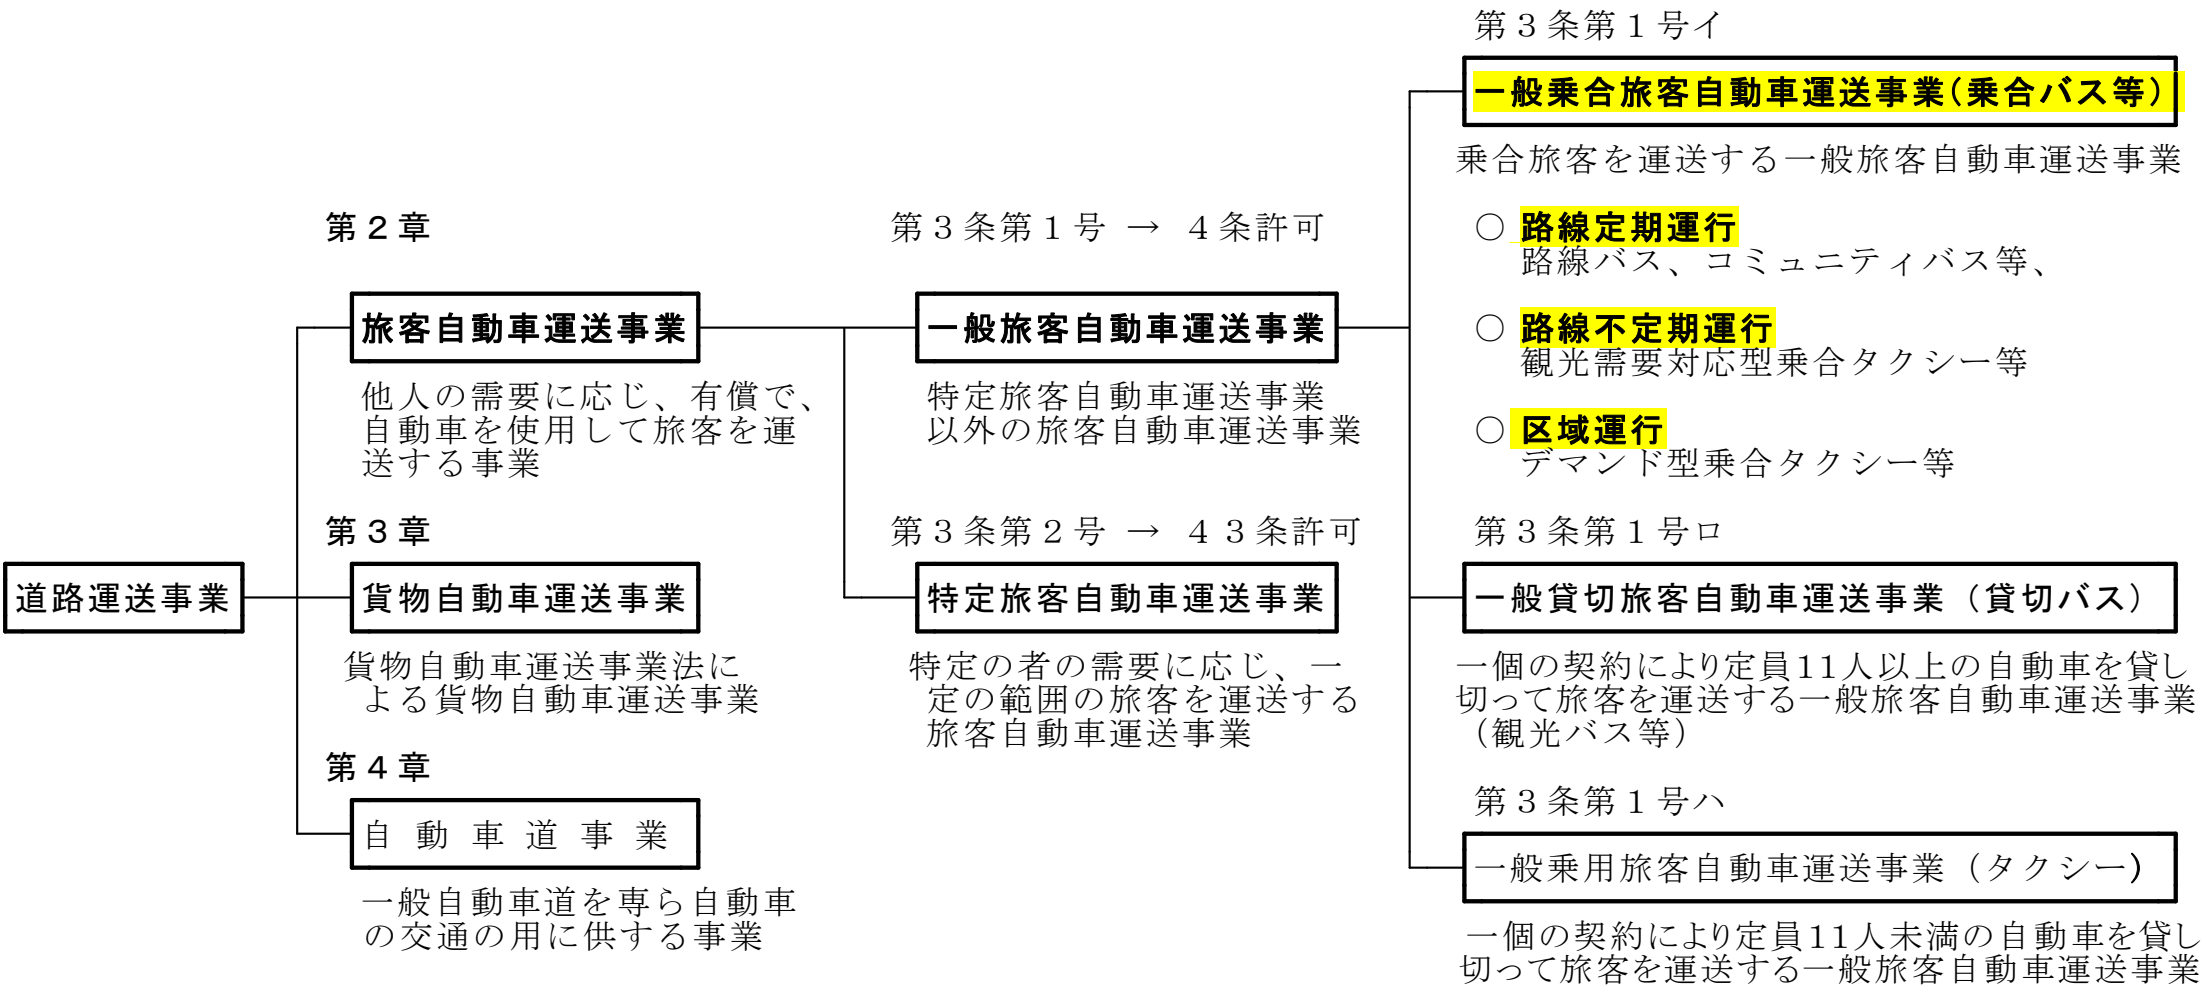 道路運送事業
第２章
旅客自動車運送事業
他人の需要に応じ、有償で、
自動車を使用して旅客を運
送する事業
第３章
貨物自動車運送事業
貨物自動車運送事業法に
よる貨物自動車運送事業
第４章
自動車道事業
一般自動車道を専ら自動車
の交通の用に供する事業
第３条第１号 → ４条許可
一般旅客自動車運送事業
特定旅客自動車運送事業
以外の旅客自動車運送事業
第３条第２号 → ４３条許可
特定旅客自動車運送事業
特定の者の需要に応じ、一
定の範囲の旅客を運送する
旅客自動車運送事業
第３条第１号イ
一般乗合旅客自動車運送事業（乗合バス等）
乗合旅客を運送する一般旅客自動車運送事業
○ 路線定期運行
路線バス、コミュニティバス等、
○ 路線不定期運行
観光需要対応型乗合タクシー等
○ 区域運行
デマンド型乗合タクシー等
第３条第１号ロ
一般貸切旅客自動車運送事業（貸切バス）
一個の契約により定員11人以上の自動車を貸し
切って旅客を運送する一般旅客自動車運送事業
（観光バス等）
第３条第１号ハ
一般乗用旅客自動車運送事業（タクシー）
一個の契約により定員11人未満の自動車を貸し
切って旅客を運送する一般旅客自動車運送事業